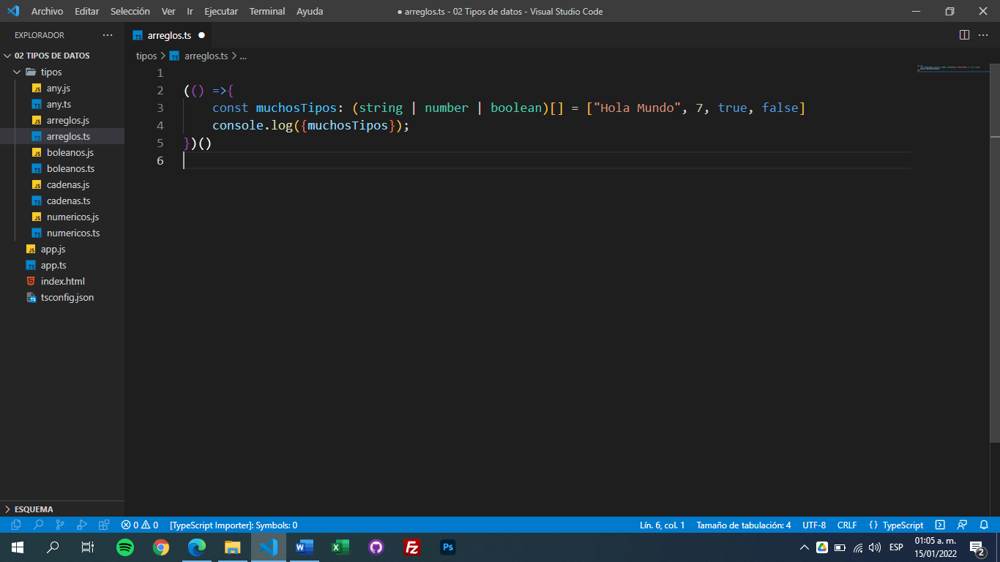 Archivo Editar Selección Ver Ir Ejecutar Terminal Ayuda ● arreglos.ts - 02 Tipos de datos - Visual Studio Code
EXPLORADOR ···
02 TIPOS DE DATOS
tipos
any.js
any.ts
arreglos.js
arreglos.ts
boleanos.js
boleanos.ts
cadenas.js
cadenas.ts
numericos.js
numericos.ts
app.js
app.ts
index.html
tsconfig.json
ESQUEMA
arreglos.ts ●
tipos > arreglos.ts > ...
1
2 (() =>{
3 const muchosTipos: (string | number | boolean)[] = ["Hola Mundo", 7, true, false]
4 console.log({muchosTipos});
5 })()
6
0 0 [TypeScript Importer]: Symbols: 0 Lín. 6, col. 1 Tamaño de tabulación: 4 UTF-8 CRLF {} TypeScript
ESP 01:05 a. m.
15/01/2022 2